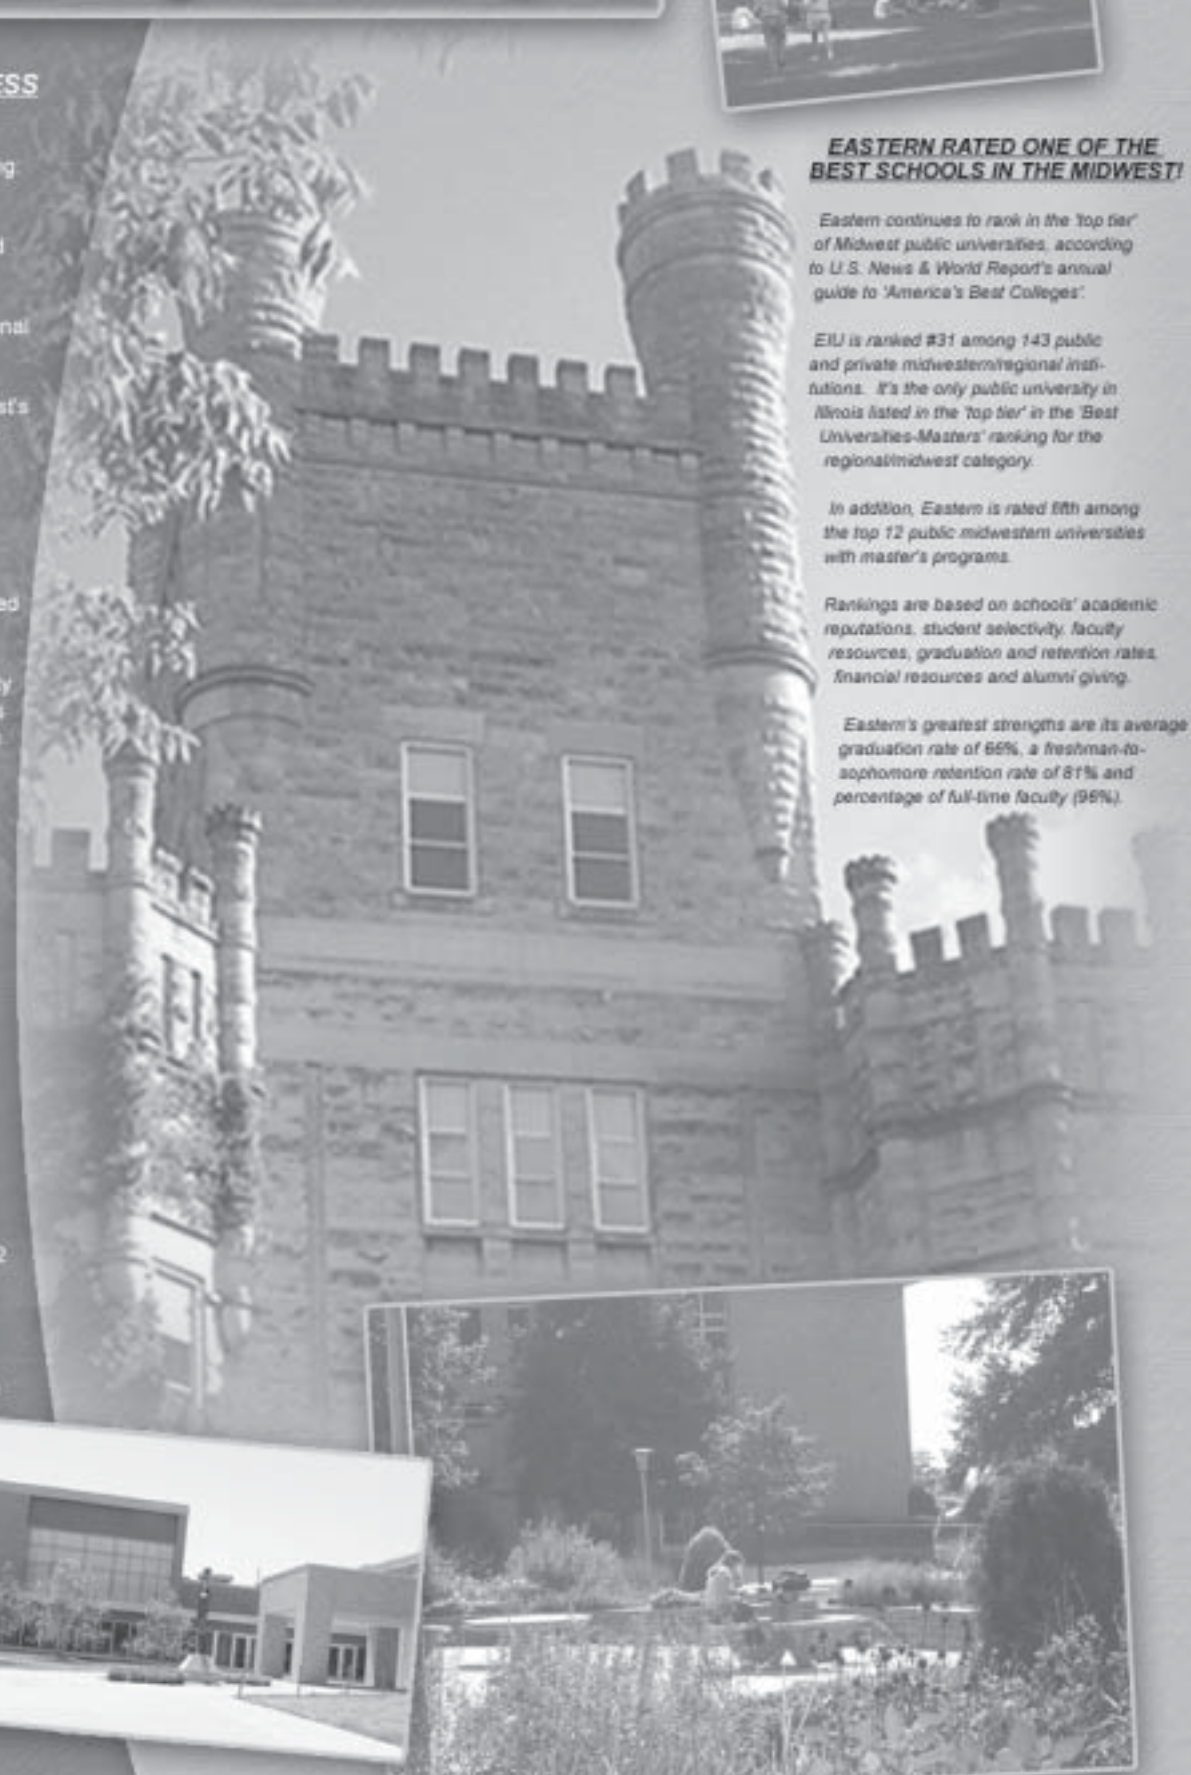 ESS
ng
d
nal
st's
ed
y
2
EASTERN RATED ONE OF THE
BEST SCHOOLS IN THE MIDWEST!
Eastern continues to rank in the 'top tier'
of Midwest public universities, according
to U.S. News & World Report's annual
guide to 'America's Best Colleges'.
EIU is ranked #31 among 143 public
and private midwestern/regional insti-
tutions. It's the only public university in
Illinois listed in the 'top tier' in the 'Best
Universities-Masters' ranking for the
regional/midwest category.
In addition, Eastern is rated fifth among
the top 12 public midwestern universities
with master's programs.
Rankings are based on schools' academic
reputations, student selectivity, faculty
resources, graduation and retention rates,
financial resources and alumni giving.
Eastern's greatest strengths are its average
graduation rate of 66%, a freshman-to-
sophomore retention rate of 81% and
percentage of full-time faculty (96%).